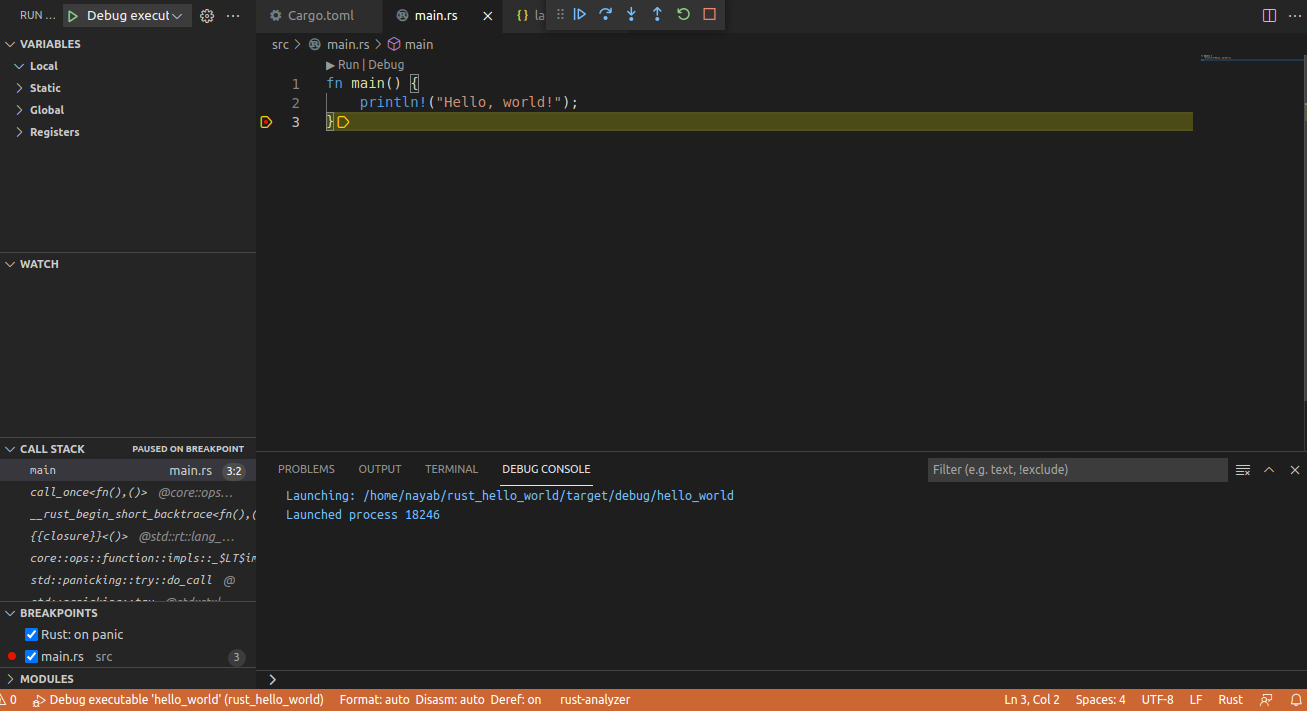 RUN ... Debug execut ...
Cargo.toml main.rs { } la
VARIABLES
Local
Static
Global
Registers
src > main.rs > main
Run | Debug
1 fn main() {
2 println!("Hello, world!");
3 }
WATCH
CALL STACK PAUSED ON BREAKPOINT
main main.rs 3:2
call_once<fn(),()> @core::ops...
__rust_begin_short_backtrace<fn(),(
{{closure}}<()> @std::rt::lang_...
core::ops::function::impls::_$LT$im
std::panicking::try::do_call @
BREAKPOINTS
Rust: on panic
main.rs src 3
MODULES
PROBLEMS OUTPUT TERMINAL DEBUG CONSOLE Filter (e.g. text, !exclude)
Launching: /home/nayab/rust_hello_world/target/debug/hello_world
Launched process 18246
>
0 Debug executable 'hello_world' (rust_hello_world) Format: auto Disasm: auto Deref: on rust-analyzer Ln 3, Col 2 Spaces: 4 UTF-8 LF Rust